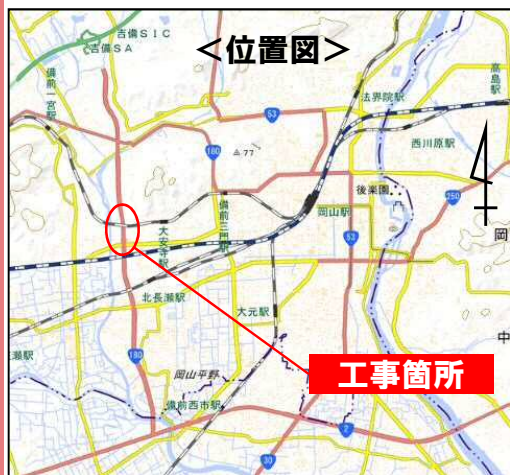 <位置図>
吉備SIC
吉備SA
備前一宮駅
高島駅
法界院駅
53
西川原駅
180
77
後楽園
250
備前三門駅
岡山駅
岡
大安寺駅
53
北長瀬駅
大元駅
中
瀬駅
180
工事箇所
岡山平野
備前西市駅
2
30